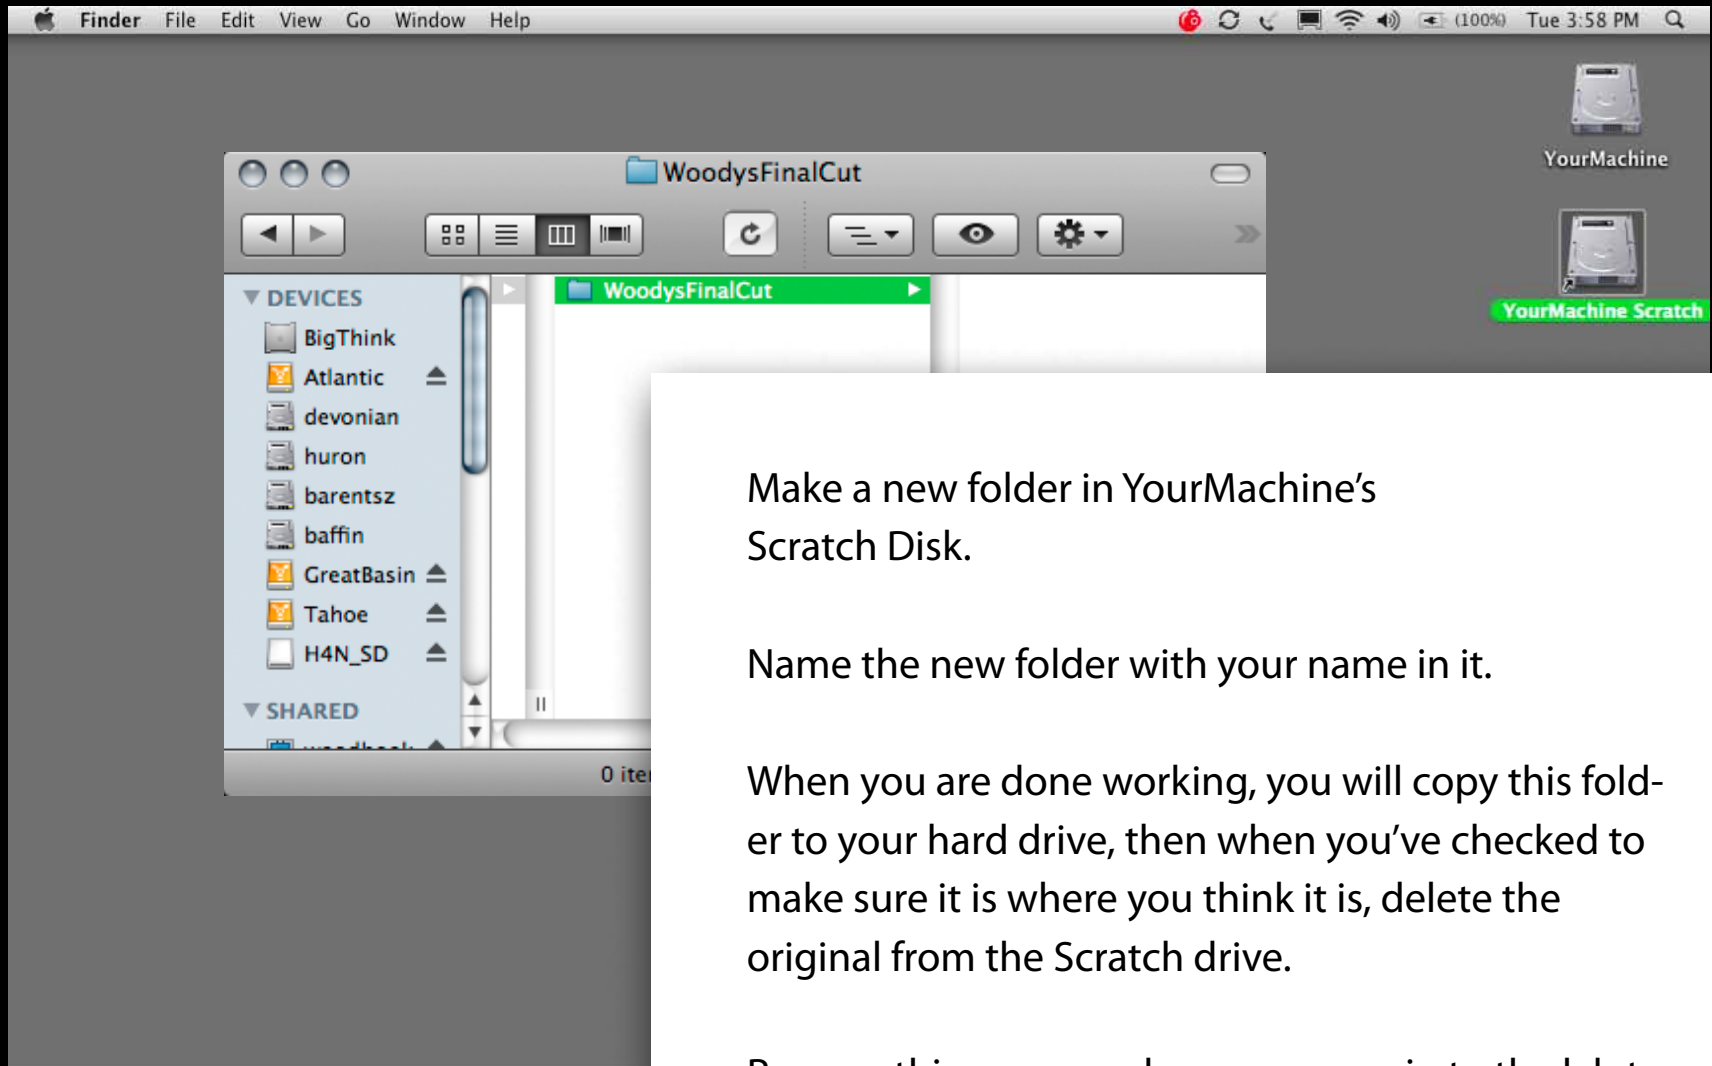 Finder File Edit View Go Window Help (100%) Tue 3:58 PM
YourMachine
WoodysFinalCut
DEVICES
WoodysFinalCut
YourMachine Scratch
BigThink
Atlantic
devonian
huron
barentsz
baffin
GreatBasin
Tahoe
H4N_SD
SHARED
0 ite
Make a new folder in YourMachine’s
Scratch Disk.
Name the new folder with your name in it.
When you are done working, you will copy this fold-
er to your hard drive, then when you’ve checked to
make sure it is where you think it is, delete the
original from the Scratch drive.